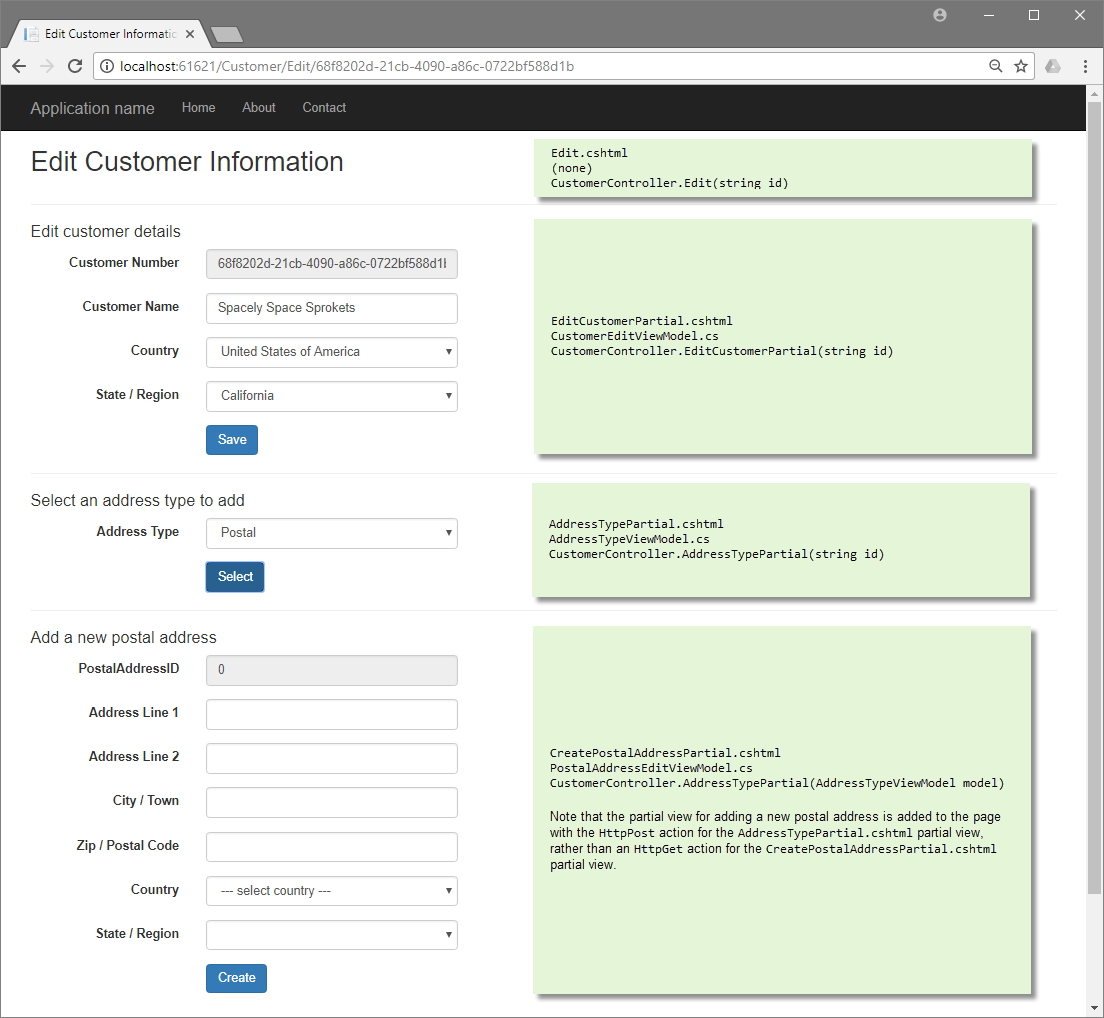 Edit Customer Informatic
localhost:61621/Customer/Edit/68f8202d-21cb-4090-a86c-0722bf588d1b
Application name Home About Contact
Edit Customer Information
Edit.cshtml
(none)
CustomerController.Edit(string id)
Edit customer details
Customer Number 68f8202d-21cb-4090-a86c-0722bf588d1b
Customer Name Spacely Space Sprokets
Country United States of America
State / Region California
Save
EditCustomerPartial.cshtml
CustomerEditViewModel.cs
CustomerController.EditCustomerPartial(string id)
Select an address type to add
Address Type Postal
Select
AddressTypePartial.cshtml
AddressTypeViewModel.cs
CustomerController.AddressTypePartial(string id)
Add a new postal address
PostalAddressID 0
Address Line 1
Address Line 2
City / Town
Zip / Postal Code
Country --- select country ---
State / Region
Create
CreatePostalAddressPartial.cshtml
PostalAddressEditViewModel.cs
CustomerController.AddressTypePartial(AddressTypeViewModel model)
Note that the partial view for adding a new postal address is added to the page
with the HttpPost action for the AddressTypePartial.cshtml partial view,
rather than an HttpGet action for the CreatePostalAddressPartial.cshtml
partial view.